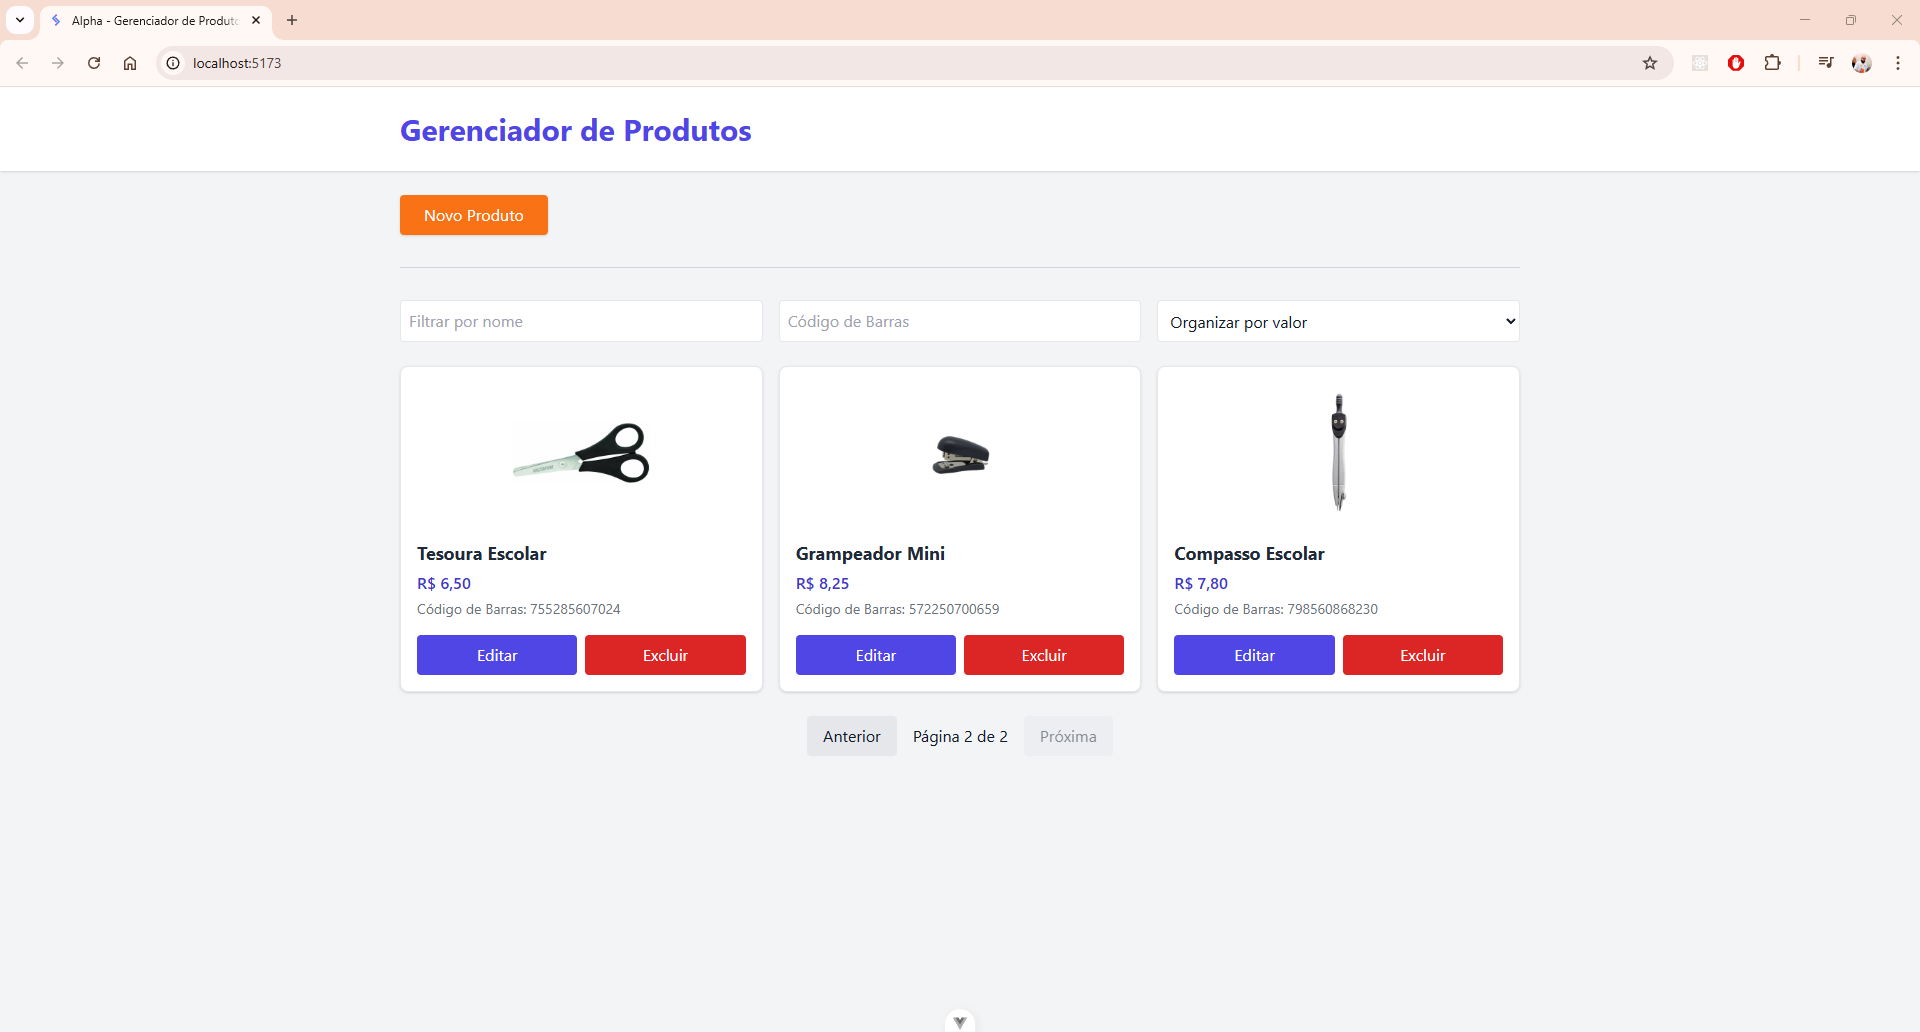 Alpha - Gerenciador de Produto
localhost:5173
Gerenciador de Produtos
Novo Produto
Filtrar por nome
Código de Barras
Organizar por valor
Tesoura Escolar
R$ 6,50
Código de Barras: 755285607024
Editar
Excluir
Grampeador Mini
R$ 8,25
Código de Barras: 572250700659
Editar
Excluir
Compasso Escolar
R$ 7,80
Código de Barras: 798560868230
Editar
Excluir
Anterior
Página 2 de 2
Próxima